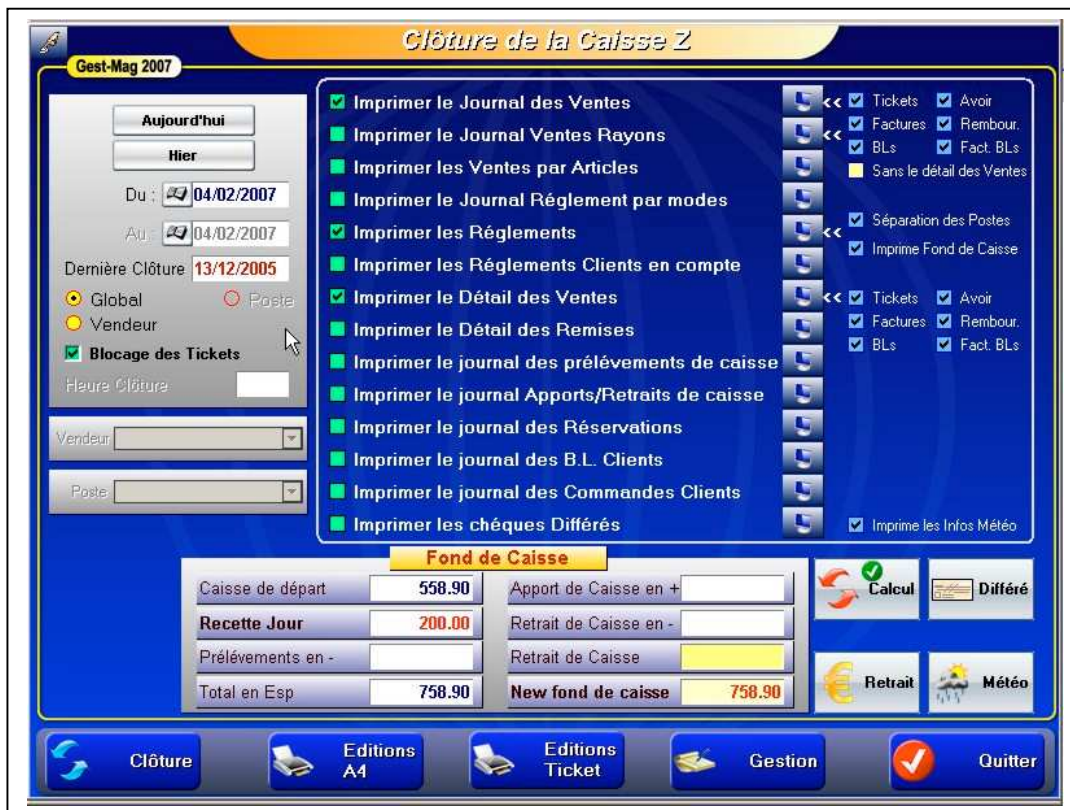 Clôture de la Caisse Z
Gest-Mag 2007
Aujourd'hui
Hier
Du : 04/02/2007
Au : 04/02/2007
Dernière Clôture 13/12/2005
Global Poste
Vendeur
Blocage des Tickets
Heure Clôture
Vendeur
Poste
Imprimer le Journal des Ventes
Imprimer le Journal Ventes Rayons
Imprimer les Ventes par Articles
Imprimer le Journal Réglement par modes
Imprimer les Réglements
Imprimer les Réglements Clients en compte
Imprimer le Détail des Ventes
Imprimer le Détail des Remises
Imprimer le journal des prélévements de caisse
Imprimer le journal Apports/Retraits de caisse
Imprimer le journal des Réservations
Imprimer le journal des B.L. Clients
Imprimer le journal des Commandes Clients
Imprimer les chéques Différés
<< Tickets Avoir
<< Factures Rembour.
BLs Fact. BLs
Sans le détail des Ventes
<< Séparation des Postes
Imprime Fond de Caisse
<< Tickets Avoir
Factures Rembour.
BLs Fact. BLs
Imprime les Infos Météo
Fond de Caisse
Caisse de départ 558.90
Recette Jour 200.00
Prélévements en -
Total en Esp 758.90
Apport de Caisse en +
Retrait de Caisse en -
Retrait de Caisse
New fond de caisse 758.90
Calcul
Différé
Retrait
Météo
Clôture
Editions A4
Editions Ticket
Gestion
Quitter